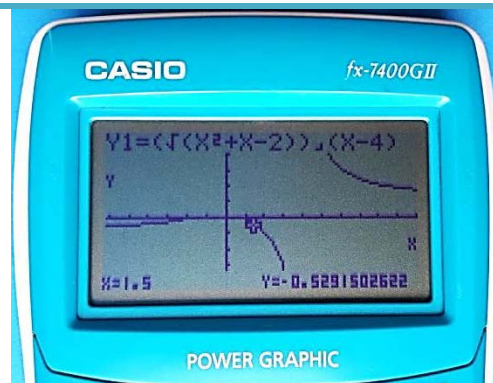 CASIO fx-7400GII
Y1=(√(X²+X-2))⌟(X-4)
Y
X
X=1.5 Y=-0.5291502622
POWER GRAPHIC